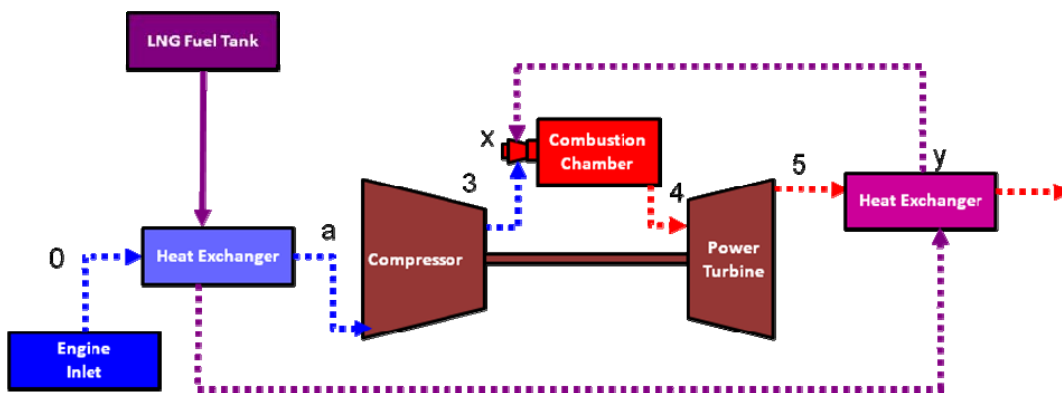 LNG Fuel Tank
x
Combustion
Chamber
3
4
5
y
0
Heat Exchanger
a
Compressor
Power
Turbine
Heat Exchanger
Engine
Inlet